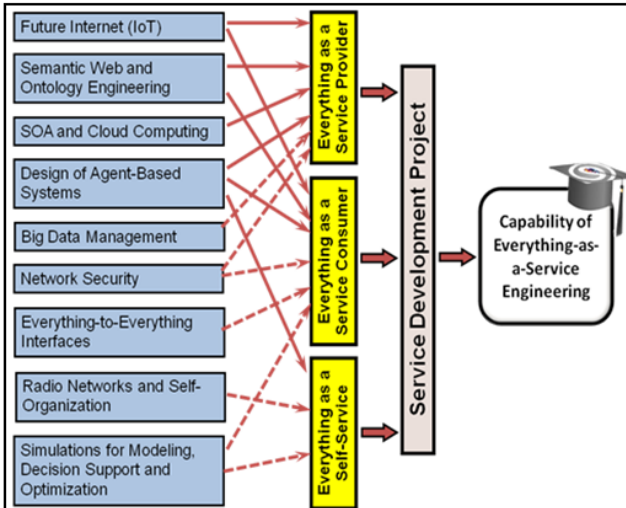 Future Internet (IoT)
Semantic Web and
Ontology Engineering
SOA and Cloud Computing
Design of Agent-Based
Systems
Big Data Management
Network Security
Everything-to-Everything
Interfaces
Radio Networks and Self-
Organization
Simulations for Modeling,
Decision Support and
Optimization
Everything as a
Service Provider
Everything as a
Service Consumer
Everything as a
Self-Service
Service Development Project
Capability of
Everything-as-
a-Service
Engineering